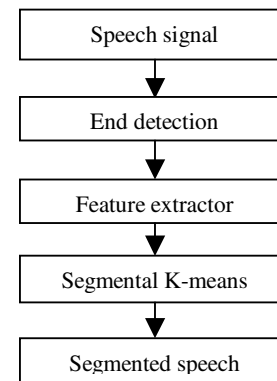 Speech signal
End detection
Feature extractor
Segmental K-means
Segmented speech